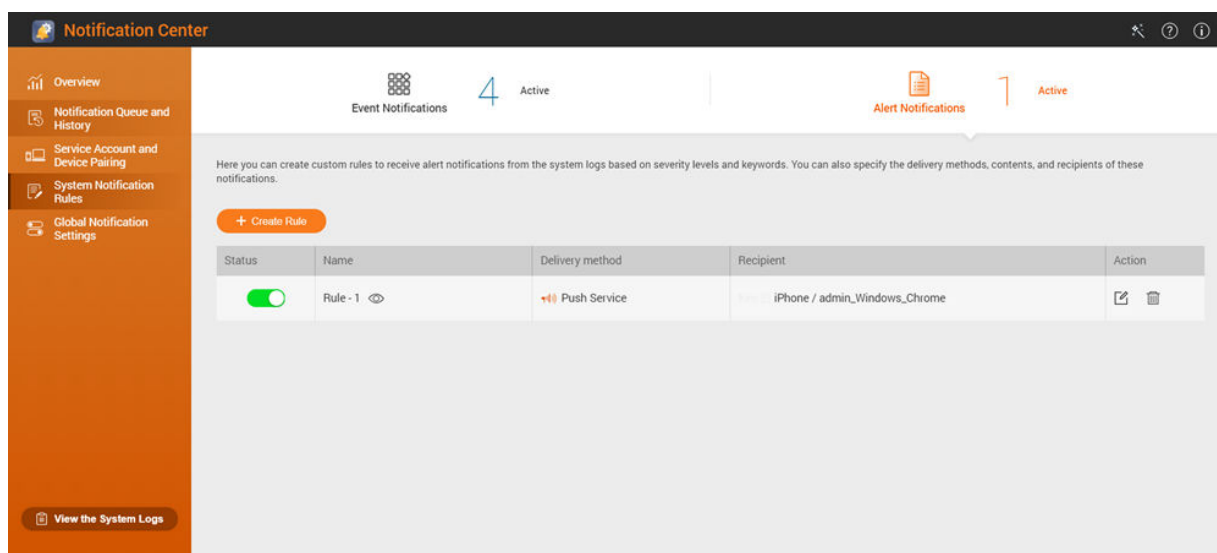 Notification Center
Overview
Notification Queue and
History
Service Account and
Device Pairing
System Notification
Rules
Global Notification
Settings
View the System Logs
Event Notifications
4
Active
Alert Notifications
1
Active
Here you can create custom rules to receive alert notifications from the system logs based on severity levels and keywords. You can also specify the delivery methods, contents, and recipients of these
notifications.
+ Create Rule
Status Name Delivery method Recipient Action
Rule - 1 Push Service iPhone / admin_Windows_Chrome